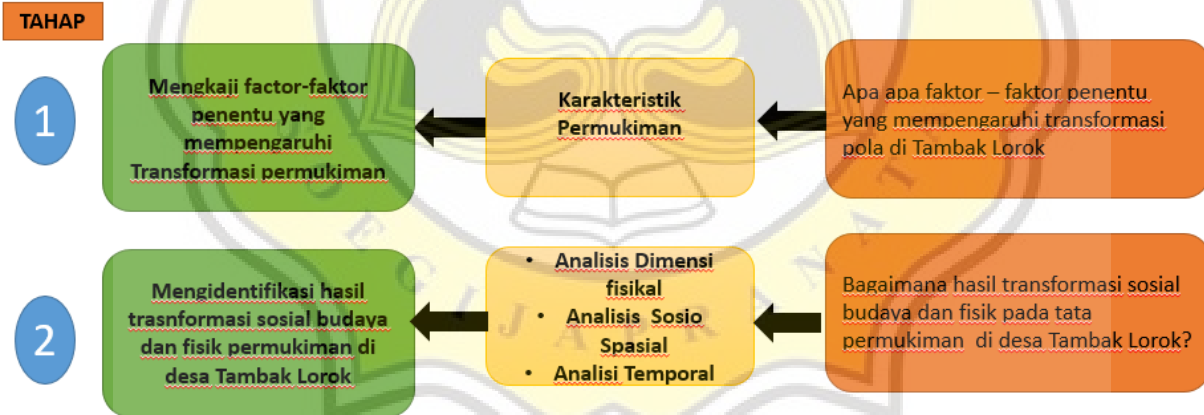 TAHAP
1
Mengkaji factor-faktor
penentu yang
mempengaruhi
Transformasi permukiman
Karakteristik
Permukiman
Apa apa faktor – faktor penentu
yang mempengaruhi transformasi
pola di Tambak Lorok
2
Mengidentifikasi hasil
trasnformasi sosial budaya
dan fisik permukiman di
desa Tambak Lorok
• Analisis Dimensi
fisikal
• Analisis Sosio
Spasial
• Analisi Temporal
Bagaimana hasil transformasi sosial
budaya dan fisik pada tata
permukiman di desa Tambak Lorok?